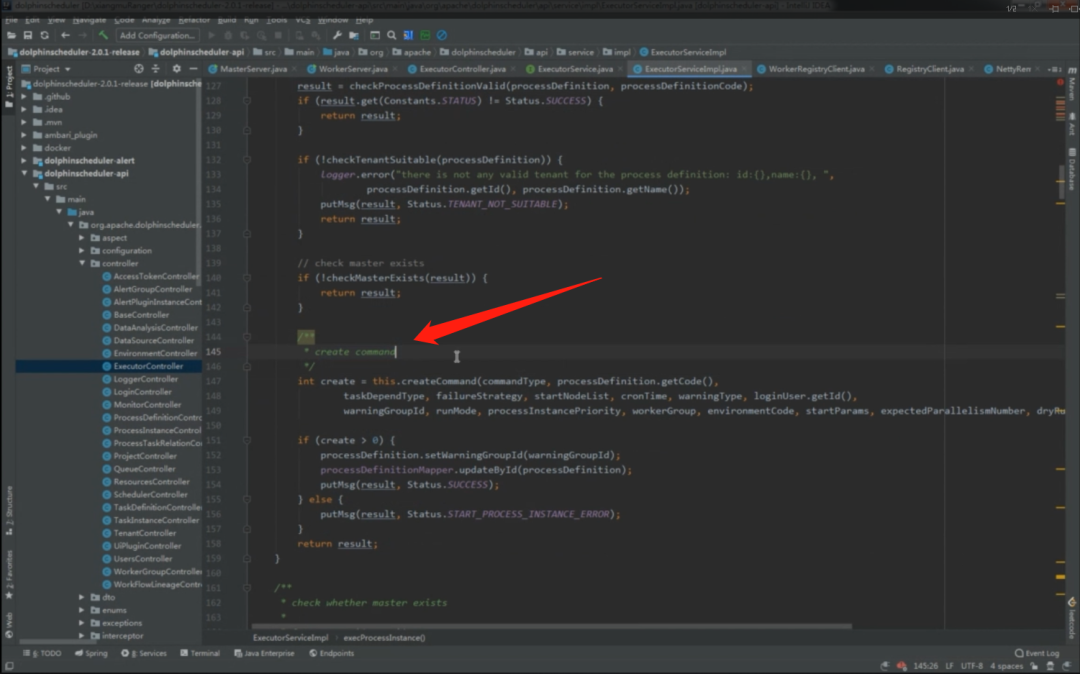 1/2
File Edit View Navigate Code Analyze Refactor Build Run Tools VCS Window Help
Add Configuration...
dolphinscheduler-2.0.1-release dolphinscheduler-api src main java org apache dolphinscheduler api service impl ExecutorServiceImpl
Project
MasterServer.java WorkerServer.java ExecutorController.java ExecutorService.java ExecutorServiceImpl.java WorkerRegistryClient.java RegistryClient.java NettyRem
dolphinscheduler-2.0.1-release [dolphinsche
.github
.idea
.mvn
ambari_plugin
docker
dolphinscheduler-alert
dolphinscheduler-api
src
main
java
org.apache.dolphinscheduler.
aspect
configuration
controller
AccessTokenController
AlertGroupController
AlertPluginInstanceCont
BaseController
DataAnalysisController
DataSourceController
EnvironmentController
ExecutorController
LoggerController
LoginController
MonitorController
ProcessDefinitionContro
ProcessInstanceControl
ProcessTaskRelationCo
ProjectController
QueueController
ResourcesController
SchedulerController
TaskDefinitionControlle
TaskInstanceController
TenantController
UiPluginController
UsersController
WorkerGroupControlle
WorkFlowLineageContr
dto
enums
exceptions
interceptor
127 result = checkProcessDefinitionValid(processDefinition, processDefinitionCode);
128 if (result.get(Constants.STATUS) != Status.SUCCESS) {
129 return result;
130 }
131
132 if (!checkTenantSuitable(processDefinition)) {
133 logger.error("there is not any valid tenant for the process definition: id:{},name:{}, ",
134 processDefinition.getId(), processDefinition.getName());
135 putMsg(result, Status.TENANT_NOT_SUITABLE);
136 return result;
137 }
138
139 // check master exists
140 if (!checkMasterExists(result)) {
141 return result;
142 }
143
144 /**
145 * create command
146 */
147 int create = this.createCommand(commandType, processDefinition.getCode(),
148 taskDependType, failureStrategy, startNodeList, cronTime, warningType, loginUser.getId(),
149 warningGroupId, runMode, processInstancePriority, workerGroup, environmentCode, startParams, expectedParallelismNumber, dryRu
150
151 if (create > 0) {
152 processDefinition.setWarningGroupId(warningGroupId);
153 processDefinitionMapper.updateById(processDefinition);
154 putMsg(result, Status.SUCCESS);
155 } else {
156 putMsg(result, Status.START_PROCESS_INSTANCE_ERROR);
157 }
158 return result;
159 }
160
161 /**
162 * check whether master exists
163 *
ExecutorServiceImpl execProcessInstance()
1: Project
7: Structure
2: Favorites
Web
Maven
Ant
Database
leetcode
6: TODO Spring 8: Services Terminal Java Enterprise Endpoints Event Log
145:26 LF UTF-8 4 spaces